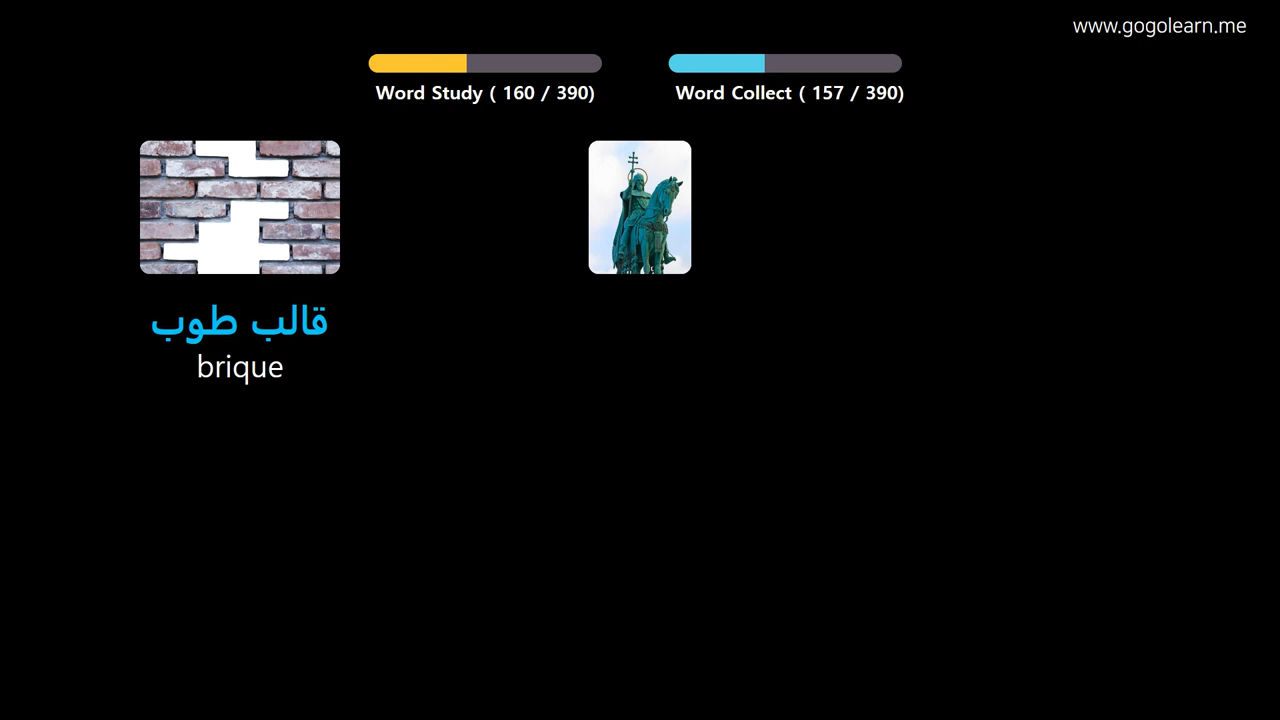 www.gogolearn.me
Word Study ( 160 / 390)
Word Collect ( 157 / 390)
قالب طوب
brique